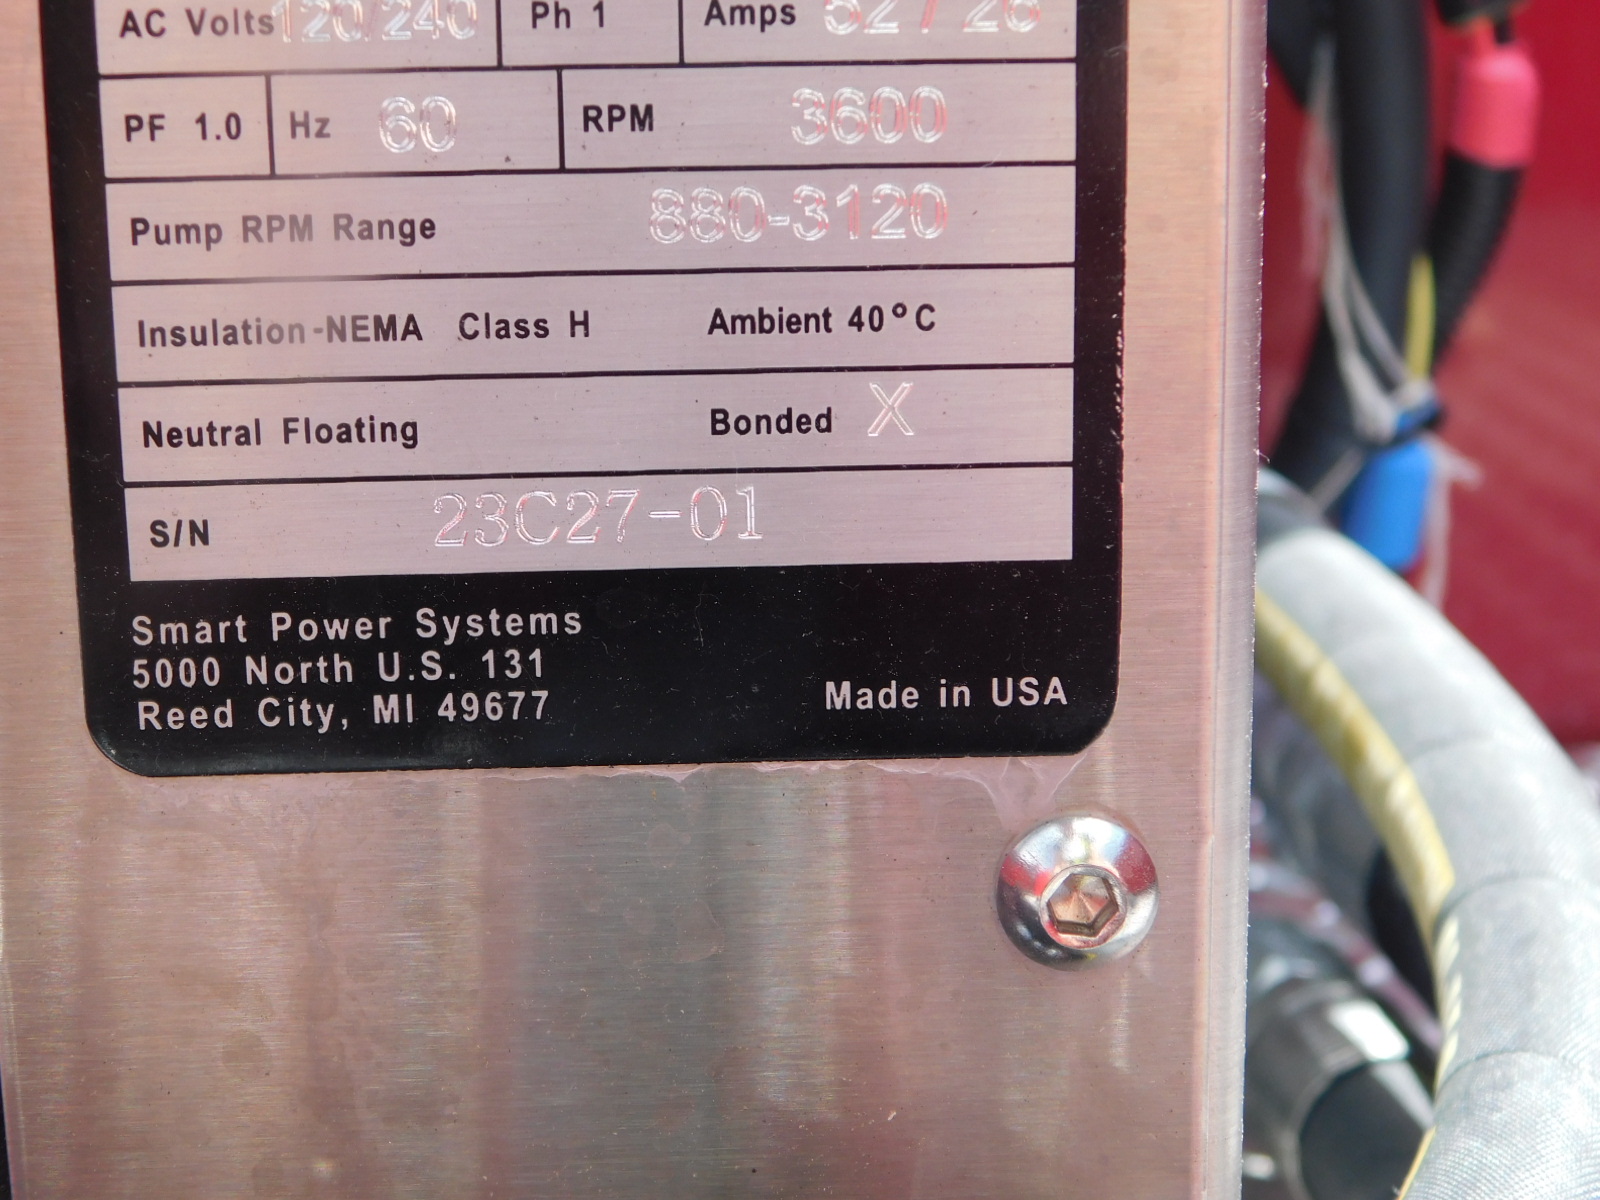 AC Volts 120/240 Ph 1 Amps 52 / 26
PF 1.0 Hz 60 RPM 3600
Pump RPM Range 880-3120
Insulation-NEMA Class H Ambient 40°C
Neutral Floating Bonded X
S/N 23C27-01
Smart Power Systems
5000 North U.S. 131
Reed City, MI 49677
Made in USA